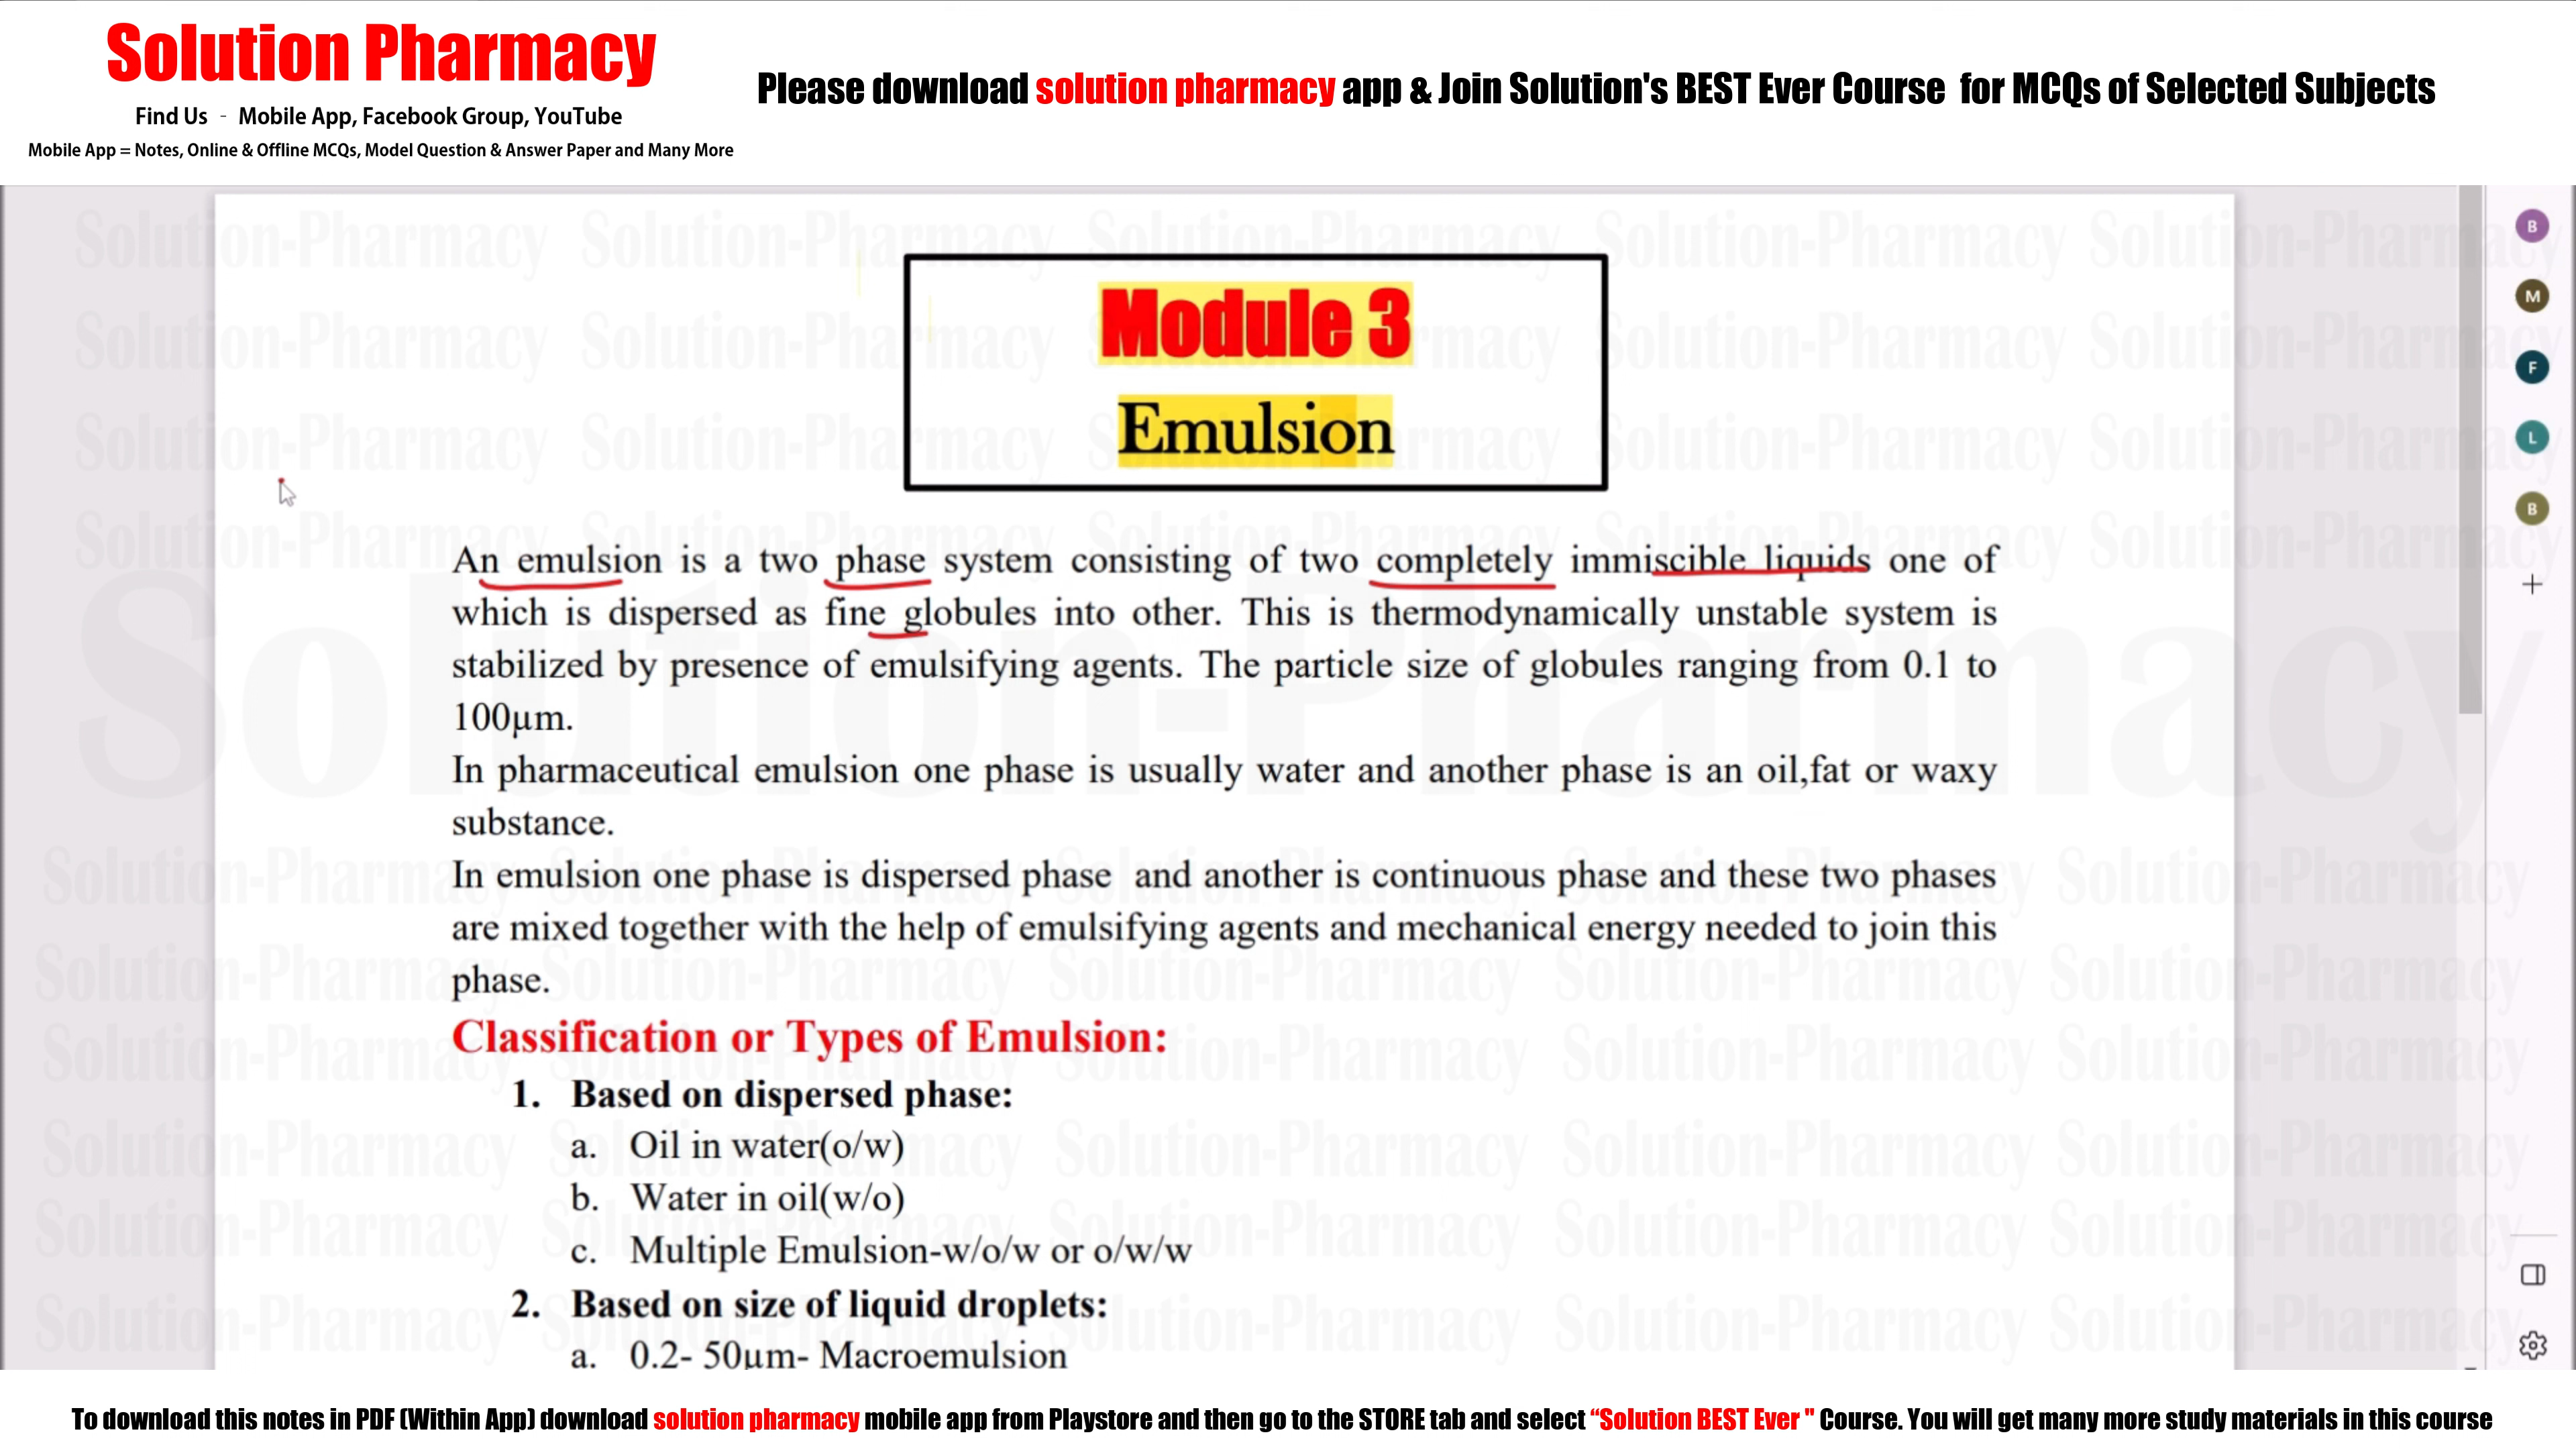 Solution Pharmacy
Find Us - Mobile App, Facebook Group, YouTube
Mobile App = Notes, Online & Offline MCQs, Model Question & Answer Paper and Many More
Please download solution pharmacy app & Join Solution's BEST Ever Course for MCQs of Selected Subjects
Module 3
Emulsion
An emulsion is a two phase system consisting of two completely immiscible liquids one of
which is dispersed as fine globules into other. This is thermodynamically unstable system is
stabilized by presence of emulsifying agents. The particle size of globules ranging from 0.1 to
100μm.
In pharmaceutical emulsion one phase is usually water and another phase is an oil,fat or waxy
substance.
In emulsion one phase is dispersed phase and another is continuous phase and these two phases
are mixed together with the help of emulsifying agents and mechanical energy needed to join this
phase.
Classification or Types of Emulsion:
1. Based on dispersed phase:
a. Oil in water(o/w)
b. Water in oil(w/o)
c. Multiple Emulsion-w/o/w or o/w/w
2. Based on size of liquid droplets:
a. 0.2- 50μm- Macroemulsion
B
M
F
L
B
Solution-Pharmacy
To download this notes in PDF (Within App) download solution pharmacy mobile app from Playstore and then go to the STORE tab and select “Solution BEST Ever " Course. You will get many more study materials in this course